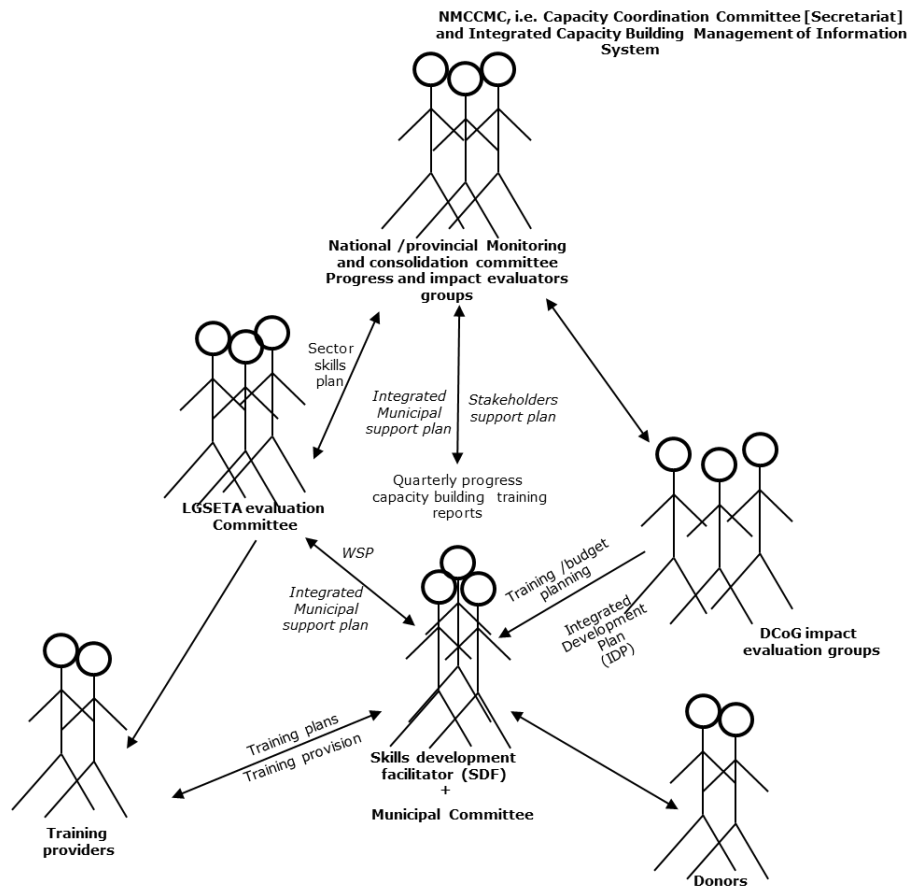 NMCCMC, i.e. Capacity Coordination Committee [Secretariat]
and Integrated Capacity Building Management of Information
System
National /provincial Monitoring
and consolidation committee
Progress and impact evaluators
groups
Sector
skills
plan
Integrated
Municipal
support plan
Stakeholders
support plan
Quarterly progress
capacity building training
reports
LGSETA evaluation
Committee
WSP
Integrated
Municipal
support plan
Training /budget
planning
Integrated
Development
Plan
(IDP)
DCoG impact
evaluation groups
Training plans
Training provision
Skills development
facilitator (SDF)
+
Municipal Committee
Training
providers
Donors